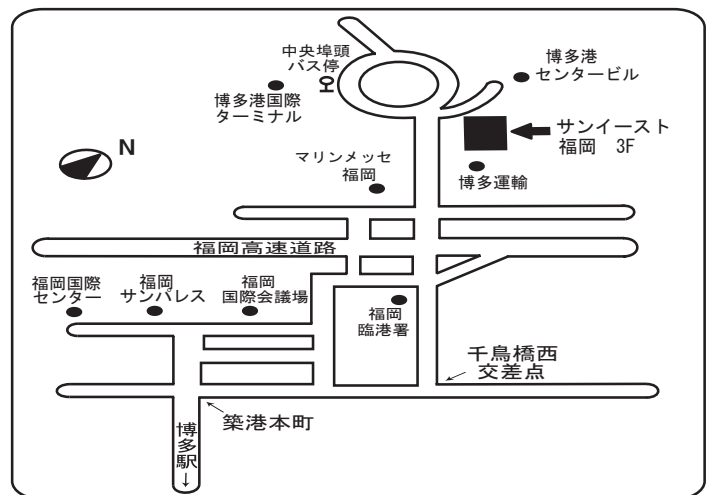 中央埠頭
バス停
博多港
センタービル
博多港国際
ターミナル
サンイースト
福岡 3F
N
マリンメッセ
福岡
博多運輸
福岡高速道路
福岡国際
センター
福岡
サンパレス
福岡
国際会議場
福岡
臨港署
千鳥橋西
交差点
築港本町
博多駅
↓